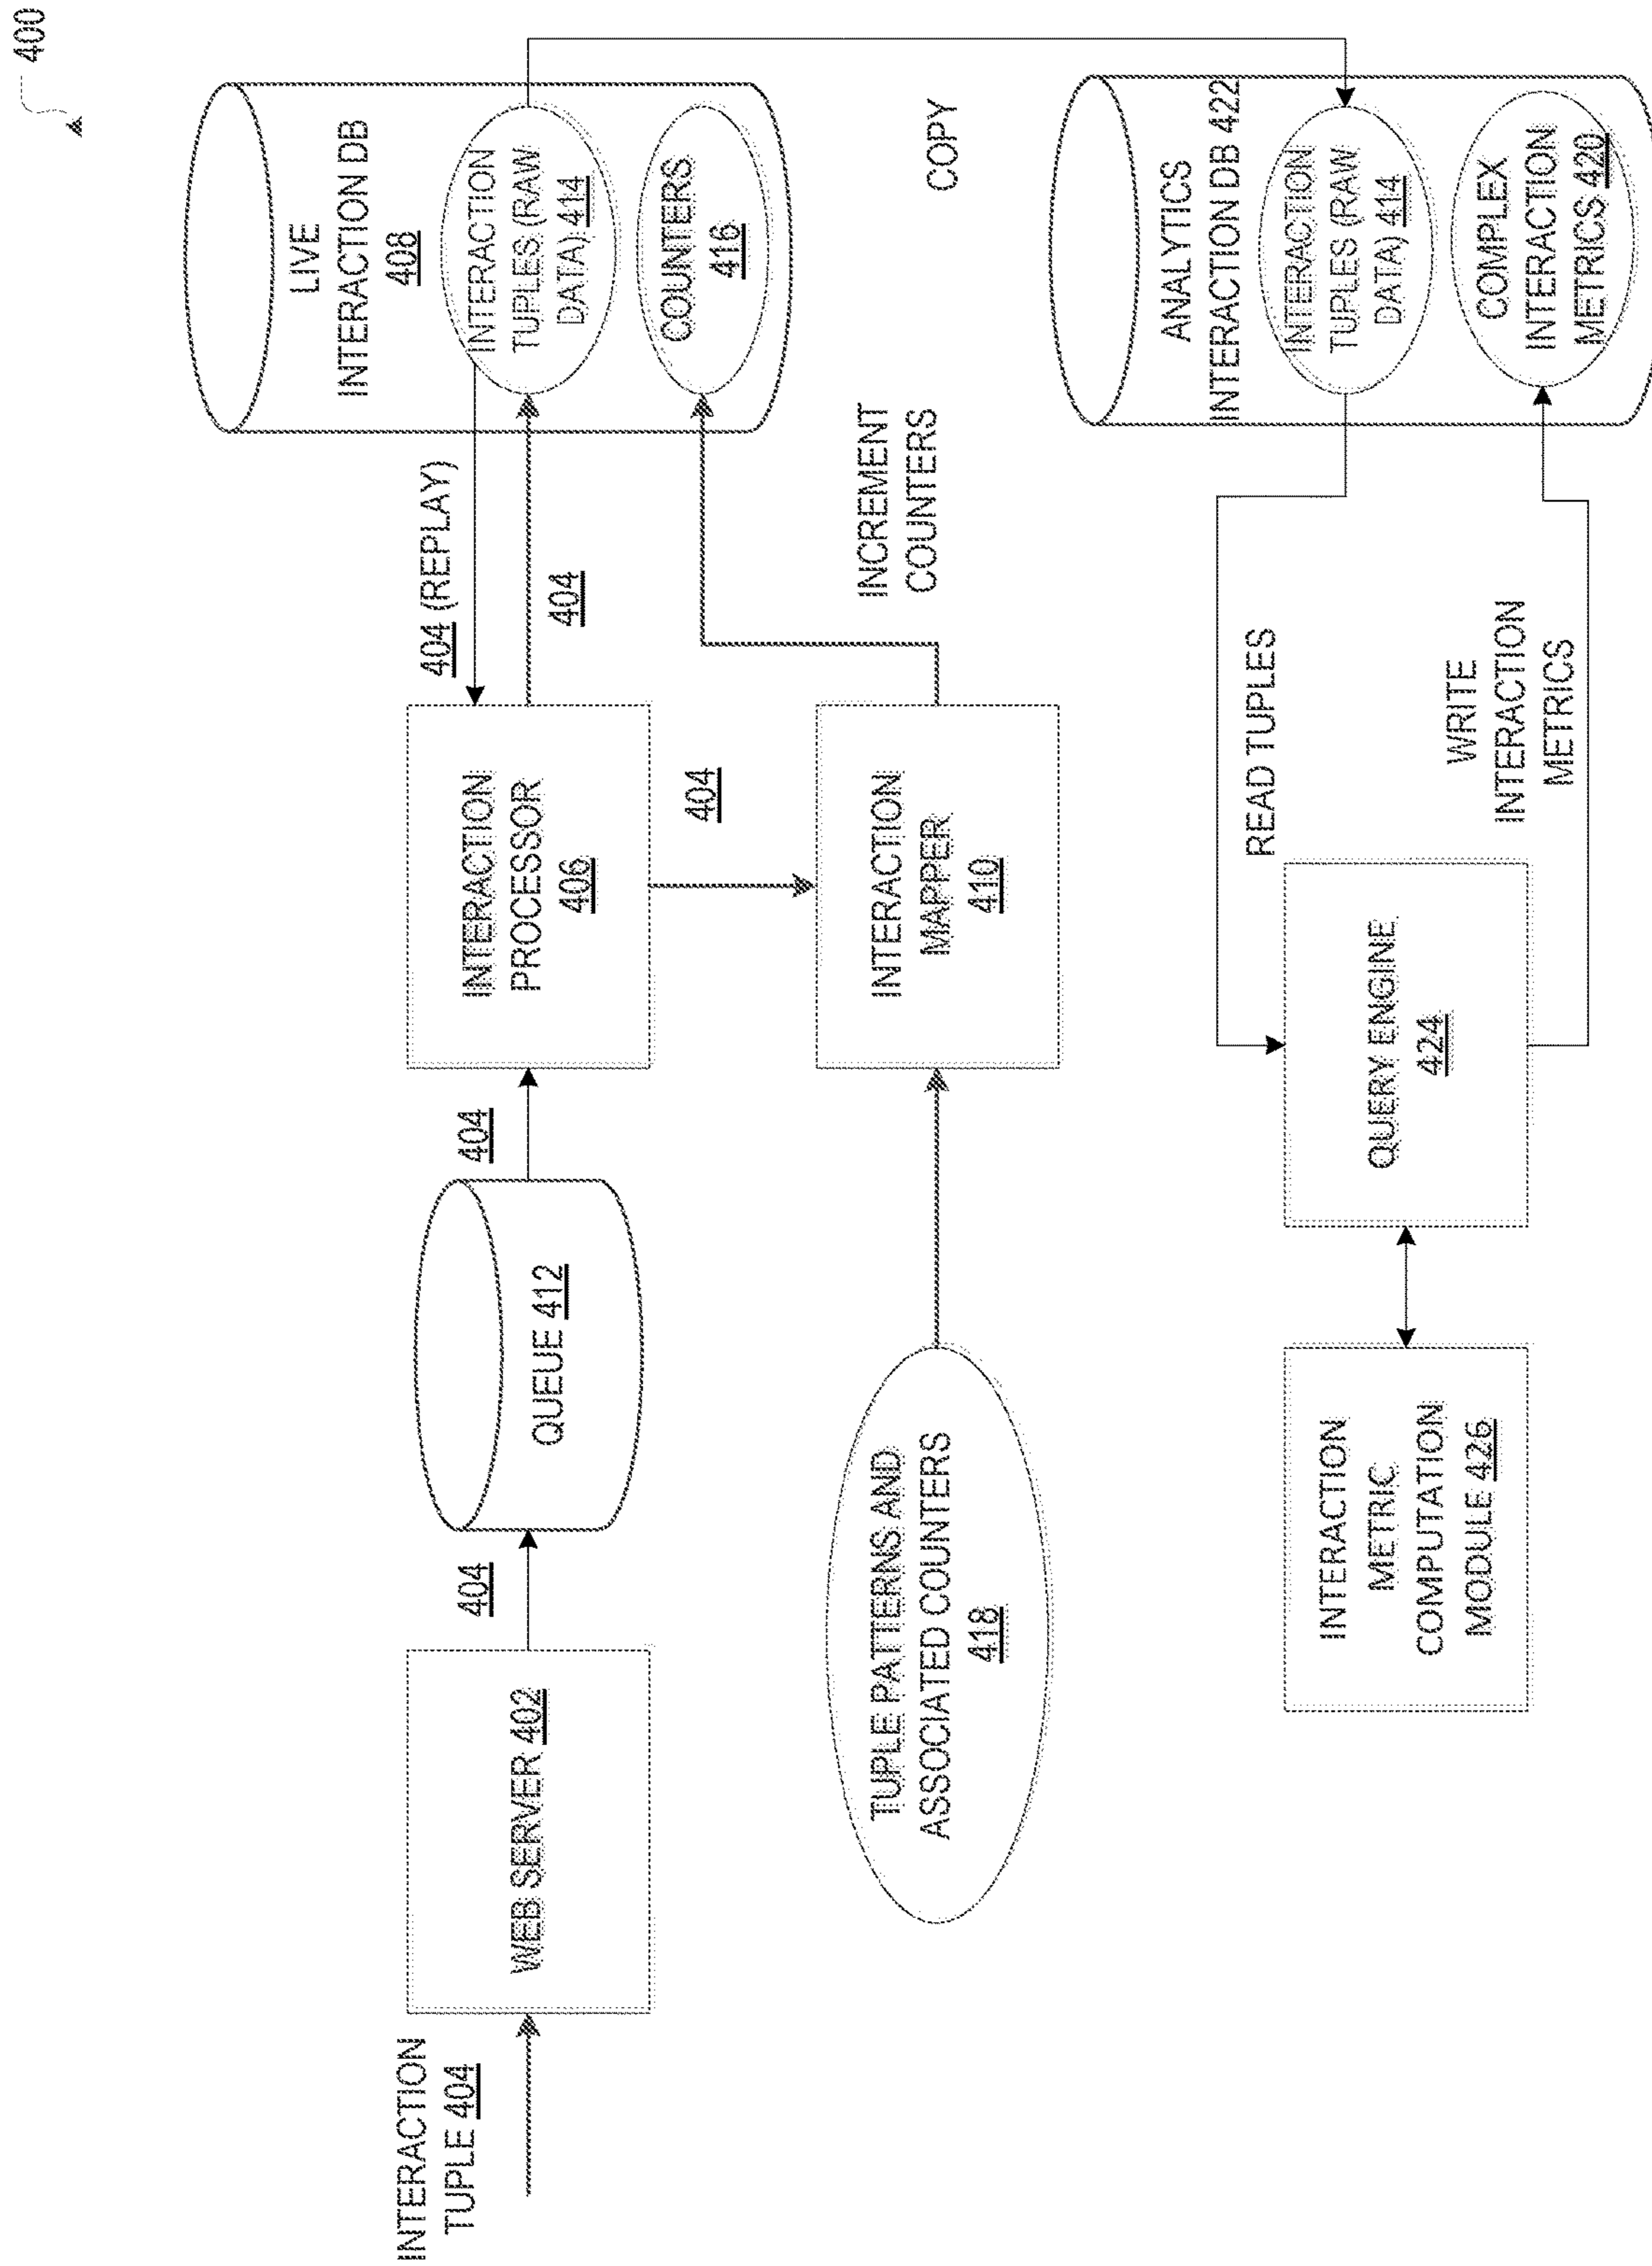 400
INTERACTION
TUPLE 404
WEB SERVER 402
404
QUEUE 412
404
INTERACTION
PROCESSOR
406
404 (REPLAY)
404
LIVE
INTERACTION DB
408
INTERACTION
TUPLES (RAW
DATA) 414
COUNTERS
416
404
TUPLE PATTERNS AND
ASSOCIATED COUNTERS
418
INTERACTION
MAPPER
410
INCREMENT
COUNTERS
COPY
INTERACTION
METRIC
COMPUTATION
MODULE 426
QUERY ENGINE
424
READ TUPLES
WRITE
INTERACTION
METRICS
ANALYTICS
INTERACTION DB 422
INTERACTION
TUPLES (RAW
DATA) 414
COMPLEX
INTERACTION
METRICS 420